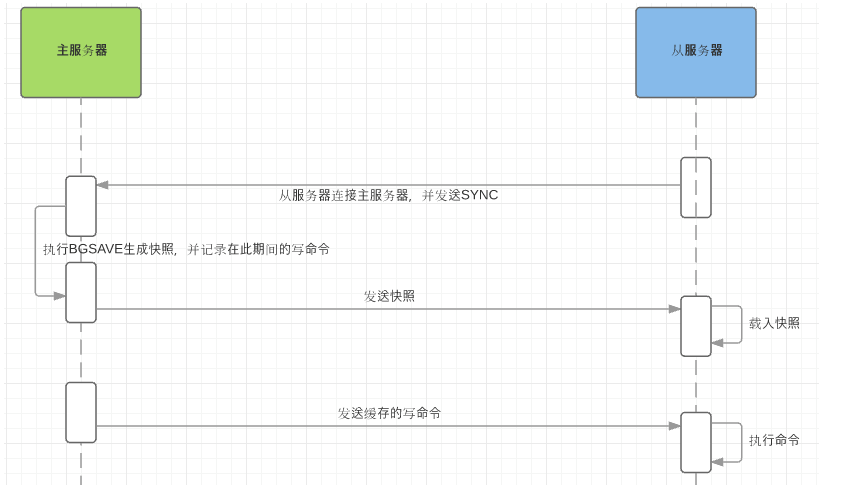 主服务器
从服务器
从服务器连接主服务器，并发送SYNC
执行BGSAVE生成快照，并记录在此期间的写命令
发送快照
载入快照
发送缓存的写命令
执行命令